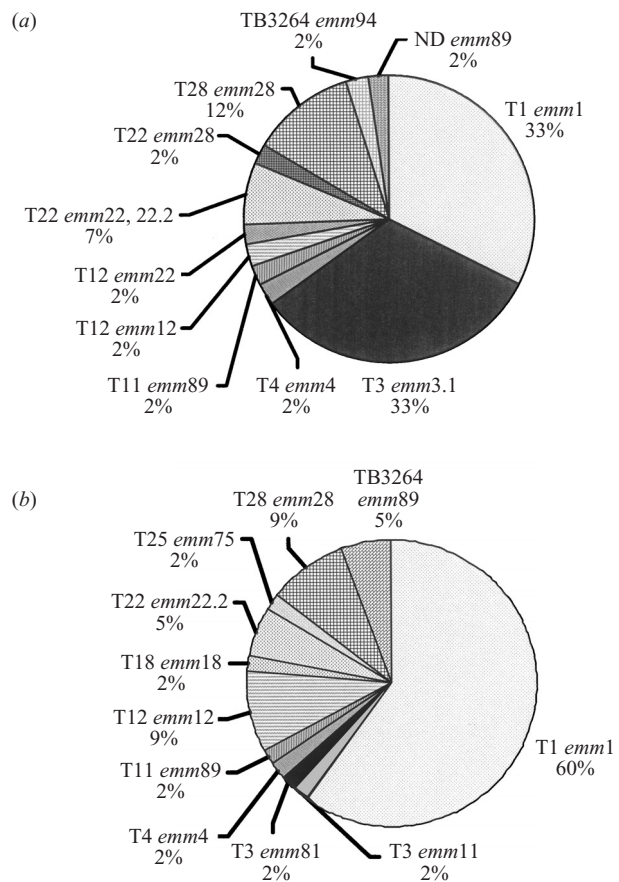 (a)
TB3264 emm94
2%
ND emm89
2%
T28 emm28
12%
T1 emm1
33%
T22 emm28
2%
T22 emm22, 22.2
7%
T12 emm22
2%
T12 emm12
2%
T11 emm89
2%
T4 emm4
2%
T3 emm3.1
33%
(b)
TB3264
emm89
5%
T28 emm28
9%
T25 emm75
2%
T22 emm22.2
5%
T18 emm18
2%
T12 emm12
9%
T11 emm89
2%
T4 emm4
2%
T3 emm81
2%
T3 emm11
2%
T1 emm1
60%